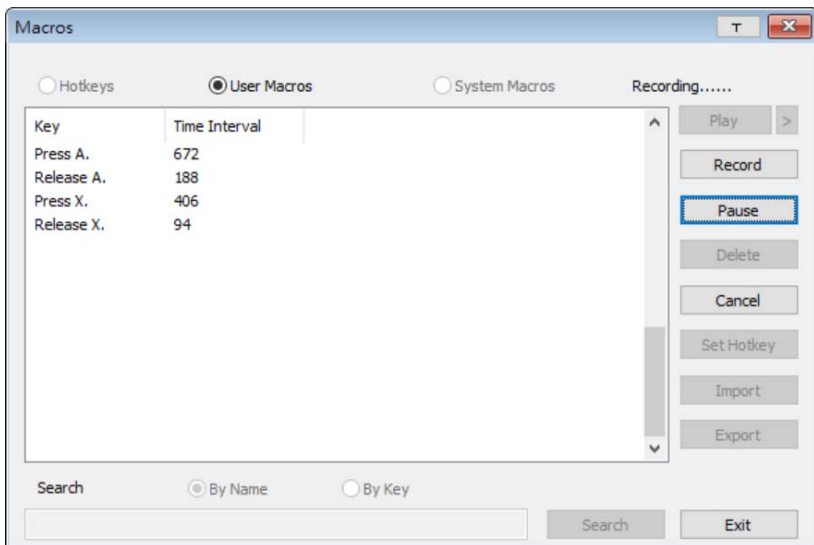 Macros
T
Hotkeys User Macros System Macros Recording......
Key Time Interval
Press A. 672
Release A. 188
Press X. 406
Release X. 94
Play >
Record
Pause
Delete
Cancel
Set Hotkey
Import
Export
Search By Name By Key
Search Exit